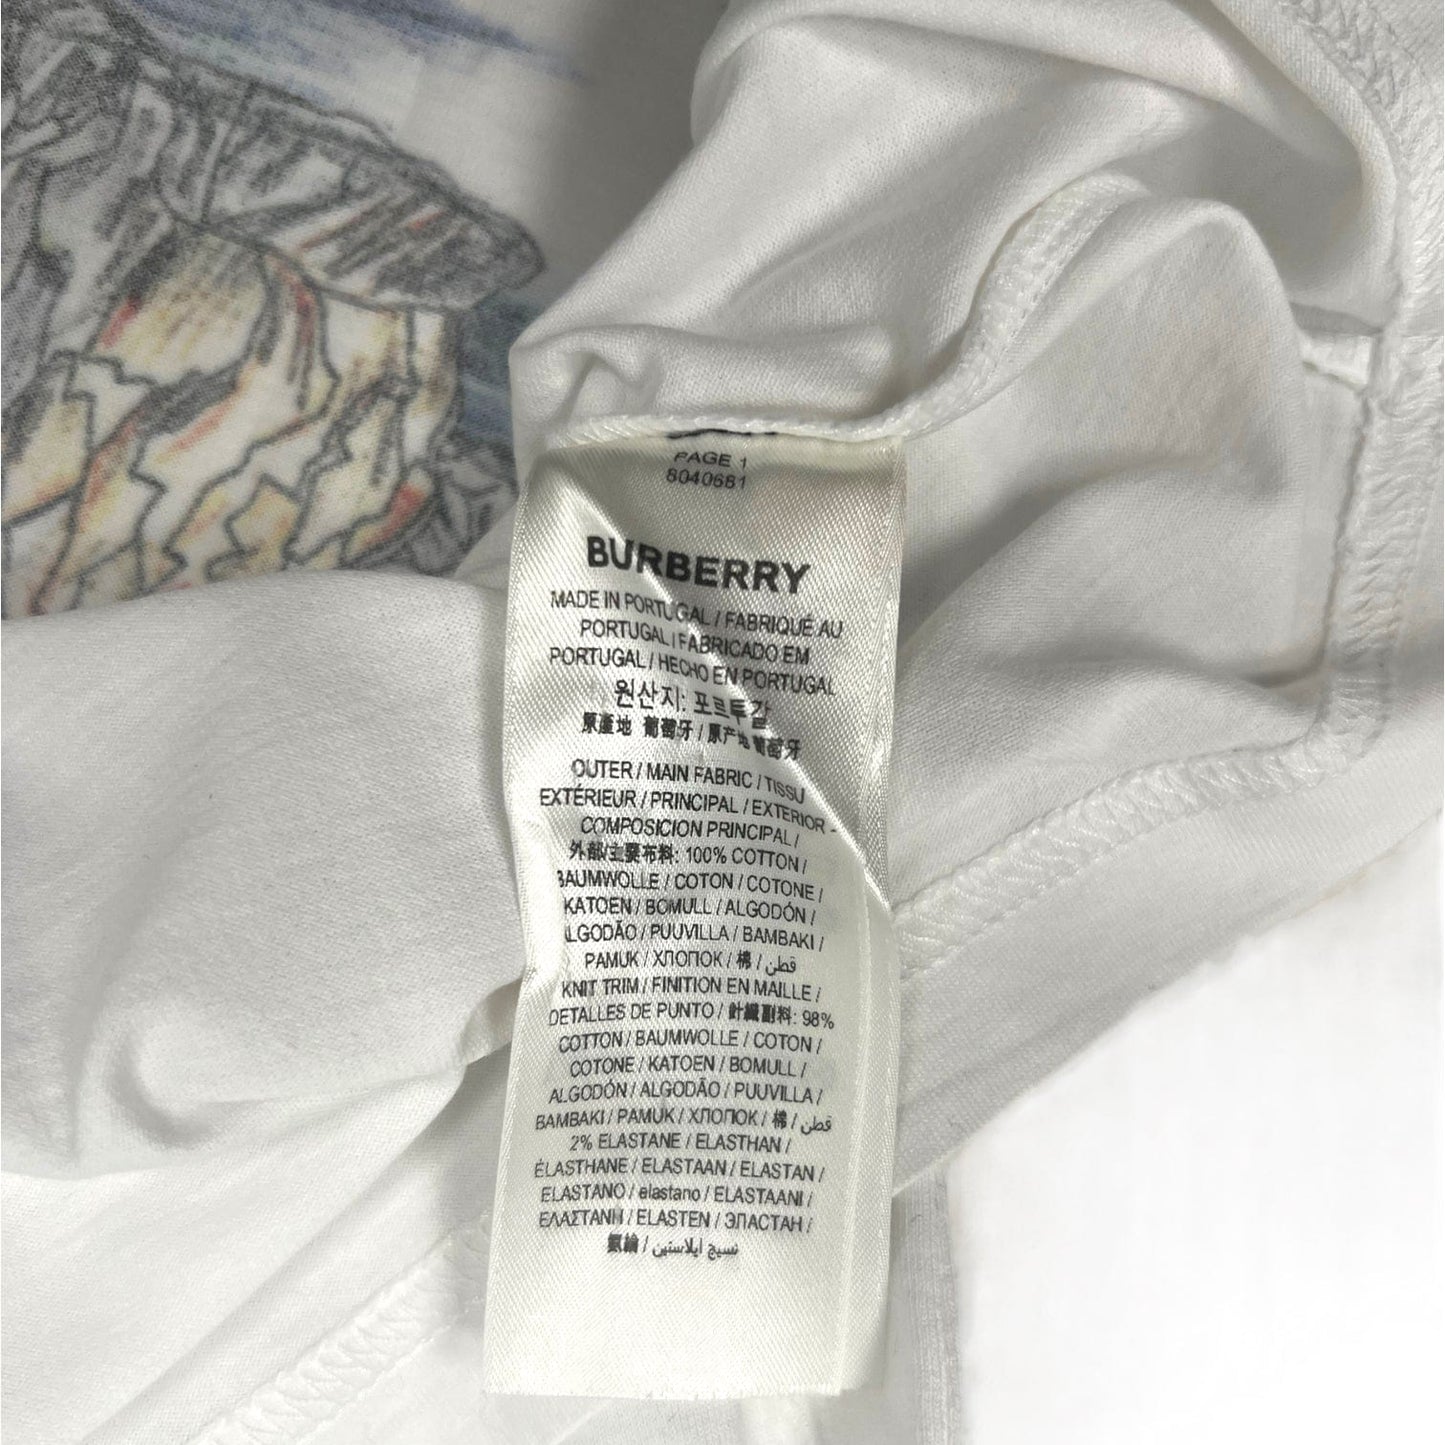 PAGE 1
8040681
BURBERRY
MADE IN PORTUGAL / FABRIQUÉ AU
PORTUGAL / FABRICADO EM
PORTUGAL / HECHO EN PORTUGAL
원산지: 포르투갈
原產地 葡萄牙 / 原产地 葡萄牙
OUTER / MAIN FABRIC / TISSU
EXTÉRIEUR / PRINCIPAL / EXTERIOR -
COMPOSICION PRINCIPAL /
外部/主要布料: 100% COTTON /
BAUMWOLLE / COTON / COTONE /
KATOEN / BOMULL / ALGODÓN /
ALGODÃO / PUUVILLA / BAMBAKI /
PAMUK / ХЛОПОК / 棉 / قطن
KNIT TRIM / FINITION EN MAILLE /
DETALLES DE PUNTO / 針織副料: 98%
COTTON / BAUMWOLLE / COTON /
COTONE / KATOEN / BOMULL /
ALGODÓN / ALGODÃO / PUUVILLA /
BAMBAKI / PAMUK / ХЛОПОК / 棉 / قطن
2% ELASTANE / ELASTHAN /
ÉLASTHANE / ELASTAAN / ELASTAN /
ELASTANO / elastano / ELASTAANI /
ΕΛΑΣΤΑΝΗ / ELASTEN / ЭЛАСТАН /
氨綸 / نسيج ايلاستين